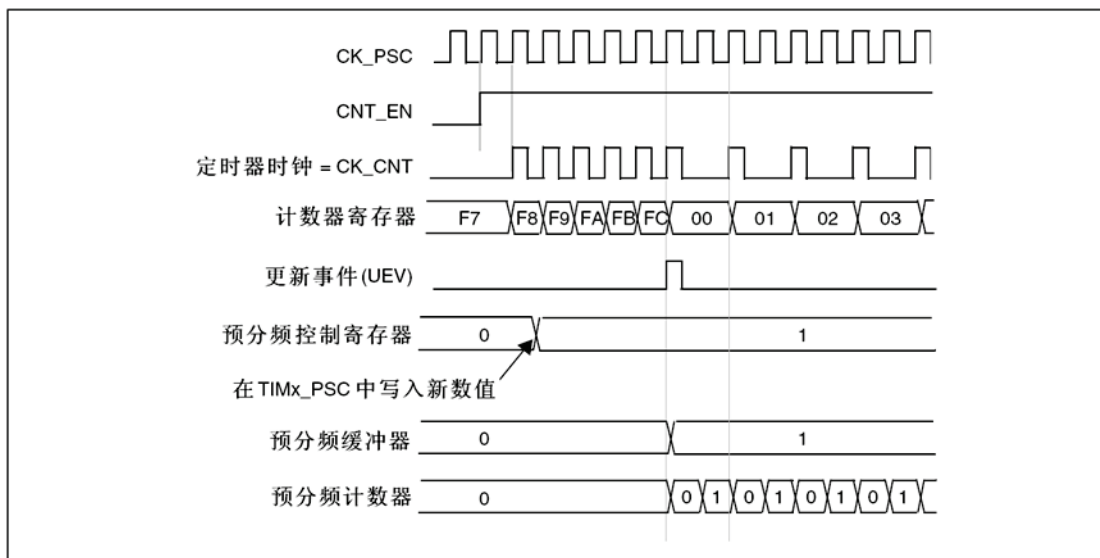 CK_PSC
CNT_EN
定时器时钟 = CK_CNT
计数器寄存器 F7 F8 F9 FA FB FC 00 01 02 03
更新事件(UEV)
预分频控制寄存器 0 1
在TIMx_PSC 中写入新数值
预分频缓冲器 0 1
预分频计数器 0 0 1 0 1 0 1 0 1